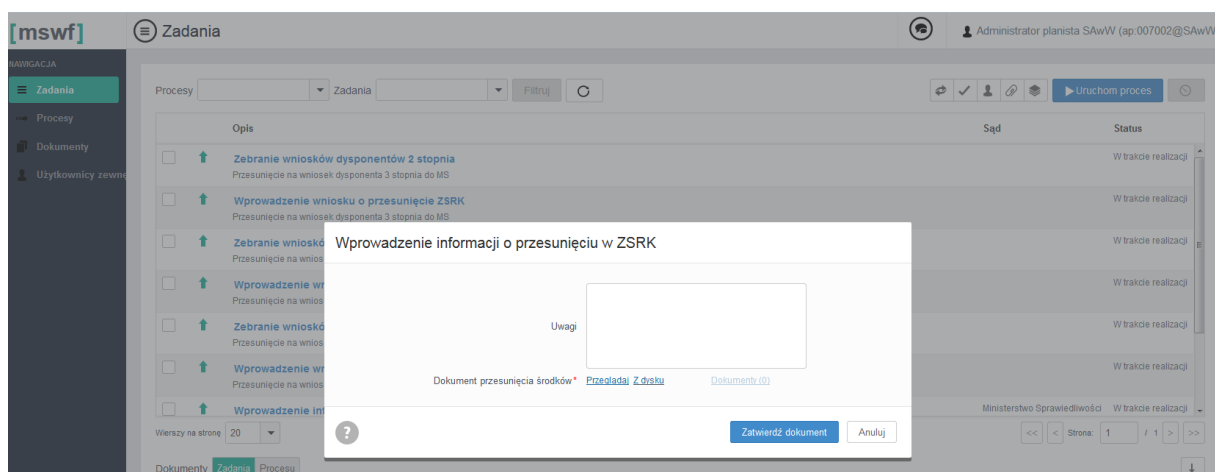 [mswf]
Zadania
Administrator planista SAwW (ap:007002@SAwW
NAWIGACJA
Zadania
Procesy
Dokumenty
Użytkownicy zewnę
Procesy Zadania Filtruj Uruchom proces
Opis Sąd Status
Zebranie wniosków dysponentów 2 stopnia W trakcie realizacji
Przesunięcie na wniosek dysponenta 3 stopnia do MS
Wprowadzenie wniosku o przesunięcie ZSRK W trakcie realizacji
Przesunięcie na wniosek dysponenta 3 stopnia do MS
Zebranie wnioskó W trakcie realizacji
Przesunięcie na wnios
Wprowadzenie wr W trakcie realizacji
Przesunięcie na wnios
Zebranie wnioskó W trakcie realizacji
Przesunięcie na wnios
Wprowadzenie wr W trakcie realizacji
Przesunięcie na wnios
Wprowadzenie inf Ministerstwo Sprawiedliwości W trakcie realizacji
Wprowadzenie informacji o przesunięciu w ZSRK
Uwagi
Dokument przesunięcia środków* Przeglądaj Z dysku Dokumenty (0)
? Zatwierdź dokument Anuluj
Wierszy na stronę 20 << < Strona: 1 / 1 > >>
Dokumenty Zadania Procesu